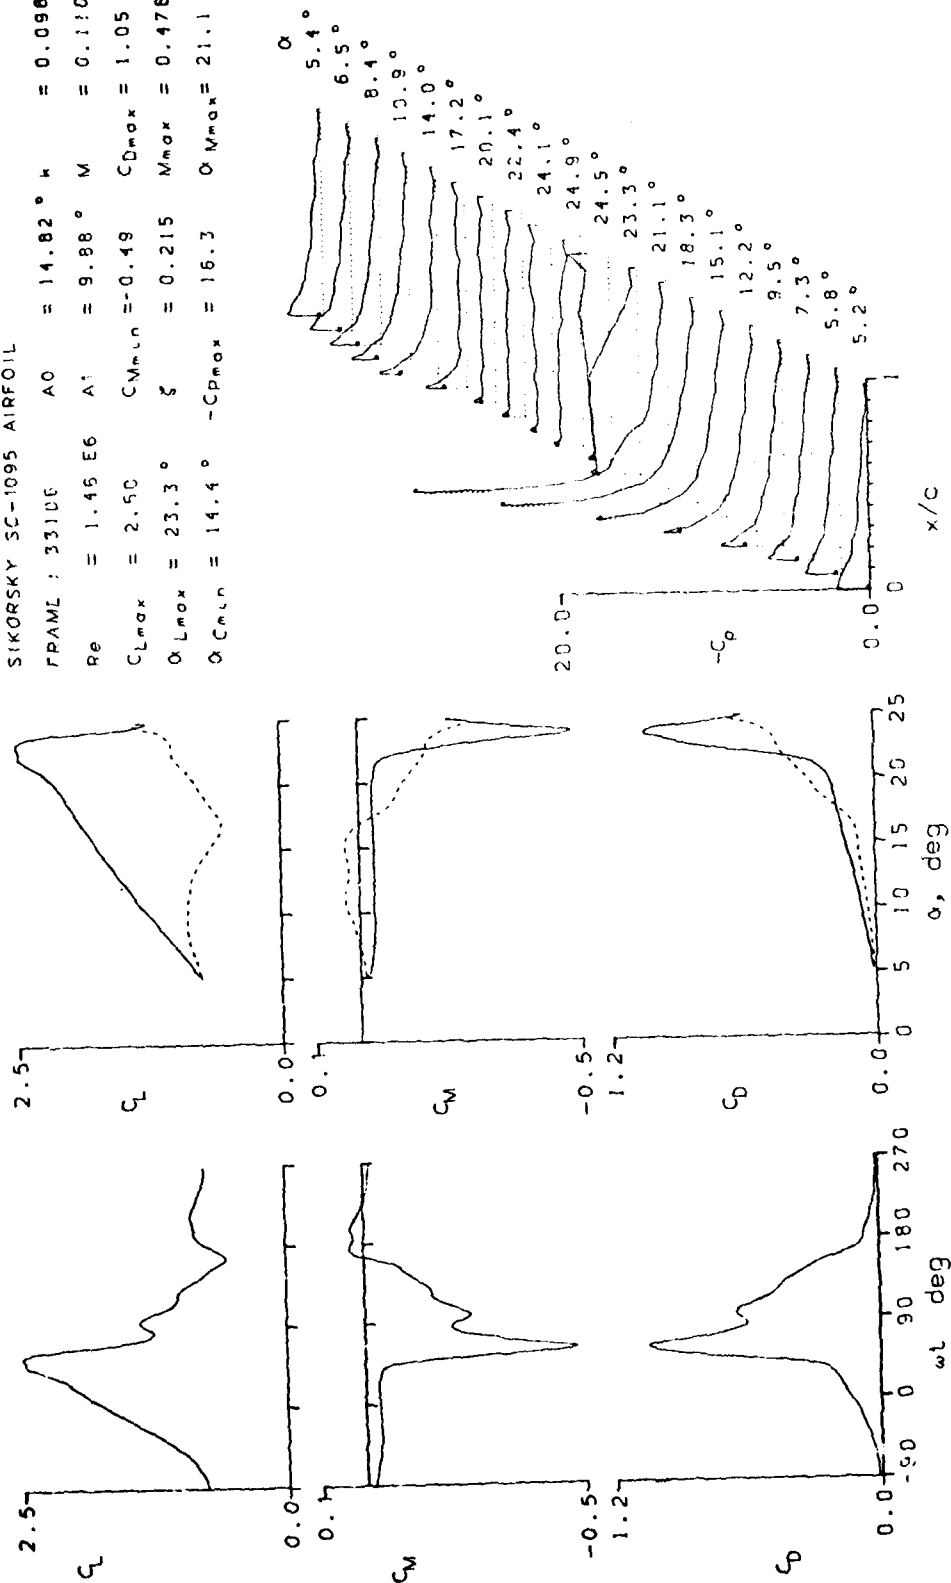 SIKORSKY SC-1095 AIRFOIL
FRAME : 33106 A0 = 14.82° k = 0.098
Re = 1.46 E6 A1 = 9.88° M = 0.110
CLmax = 2.50 CMmin =-0.49 CDmax = 1.05
αLmax = 23.3° ζ = 0.215 Mmax = 0.478
αCmin = 14.4° -CPmax = 16.3 αMmax= 21.1
2.5
CL
0.0
0.1
CM
-0.5
1.2
CD
0.0
-90 0 90 180 270
ωt deg
2.5
CL
0.0
0.1
CM
-0.5
1.2
CD
0.0
0 5 10 15 20 25
α, deg
α
5.4°
6.5°
8.4°
10.9°
14.0°
17.2°
20.1°
22.4°
24.1°
24.9°
24.5°
23.3°
21.1°
18.3°
15.1°
12.2°
9.5°
7.3°
5.8°
5.2°
20.0
-Cp
0.0
0 1
x/c